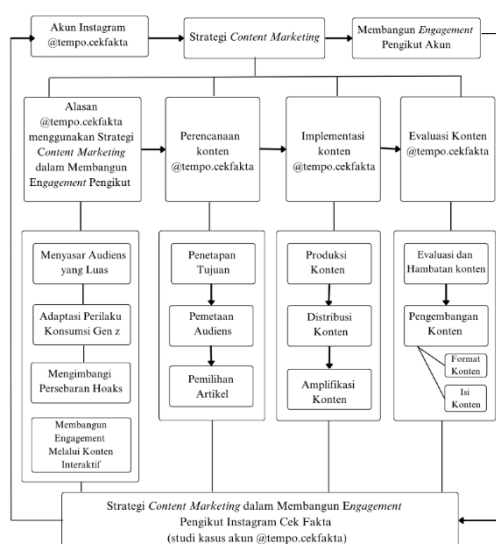 Akun Instagram
@tempo.cekfakta
Strategi Content Marketing
Membangun Engagement
Pengikut Akun
Alasan
@tempo.cekfakta
menggunakan Strategi
Content Marketing
dalam Membangun
Engagement Pengikut
Perencanaan
konten
@tempo.cekfakta
Implementasi
konten
@tempo.cekfakta
Evaluasi Konten
@tempo.cekfakta
Menyasar Audiens
yang Luas
Adaptasi Perilaku
Konsumsi Gen z
Mengimbangi
Persebaran Hoaks
Membangun
Engagement
Melalui Konten
Interaktif
Penetapan
Tujuan
Pemetaan
Audiens
Pemilihan
Artikel
Produksi
Konten
Distribusi
Konten
Amplifikasi
Konten
Evaluasi dan
Hambatan konten
Pengembangan
Konten
Format
Konten
Isi
Konten
Strategi Content Marketing dalam Membangun Engagement
Pengikut Instagram Cek Fakta
(studi kasus akun @tempo.cekfakta)